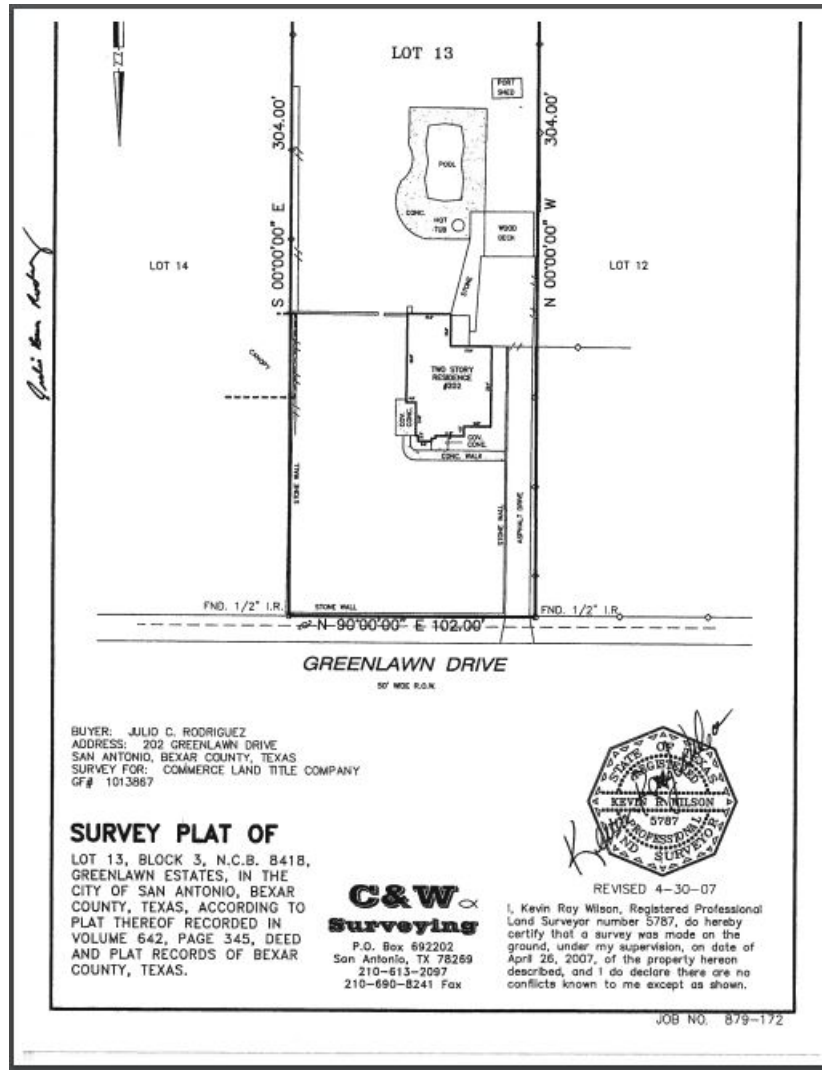 LOT 13
PORT
SHED
304.00'
304.00'
POOL
CONC.
HOT
TUB
WOOD
DECK
S 00°00'00" E
N 00°00'00" W
LOT 14
LOT 12
STONE
CANOPY
TWO STORY
RESIDENCE
#202
COV.
CONC.
COV.
CONC.
CONC. WALK
STONE WALL
STONE WALL
ASPHALT DRIVE
FND. 1/2" I.R.
STONE WALL
FND. 1/2" I.R.
N 90°00'00" E 102.00'
GREENLAWN DRIVE
50' WIDE R.O.W.
BUYER: JULIO C. RODRIGUEZ
ADDRESS: 202 GREENLAWN DRIVE
SAN ANTONIO, BEXAR COUNTY, TEXAS
SURVEY FOR: COMMERCE LAND TITLE COMPANY
GF# 1013867
STATE OF TEXAS
REGISTERED
KEVIN R. WILSON
5787
PROFESSIONAL
LAND SURVEYOR
SURVEY PLAT OF
LOT 13, BLOCK 3, N.C.B. 8418,
GREENLAWN ESTATES, IN THE
CITY OF SAN ANTONIO, BEXAR
COUNTY, TEXAS, ACCORDING TO
PLAT THEREOF RECORDED IN
VOLUME 642, PAGE 345, DEED
AND PLAT RECORDS OF BEXAR
COUNTY, TEXAS.
C&W
Surveying
P.O. Box 692202
San Antonio, TX 78269
210-613-2097
210-690-8241 Fax
REVISED 4-30-07
I, Kevin Ray Wilson, Registered Professional
Land Surveyor number 5787, do hereby
certify that a survey was made on the
ground, under my supervision, on date of
April 26, 2007, of the property hereon
described, and I do declare there are no
conflicts known to me except as shown.
JOB NO. 879-172